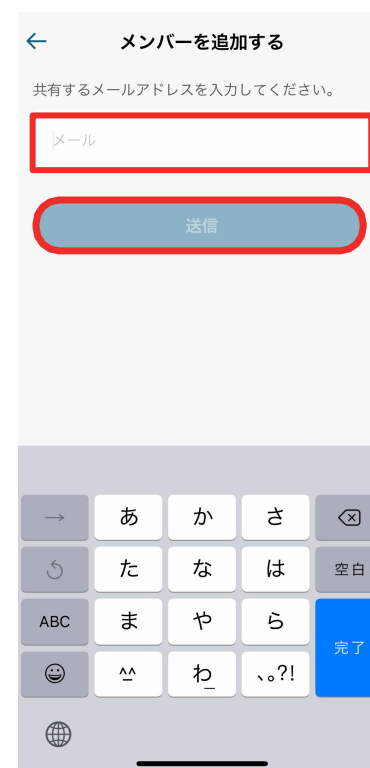 ← メンバーを追加する
共有するメールアドレスを入力してください。
メール
送信
→ あ か さ
た な は 空白
ABC ま や ら
完了
^^ わ_ 、。?!